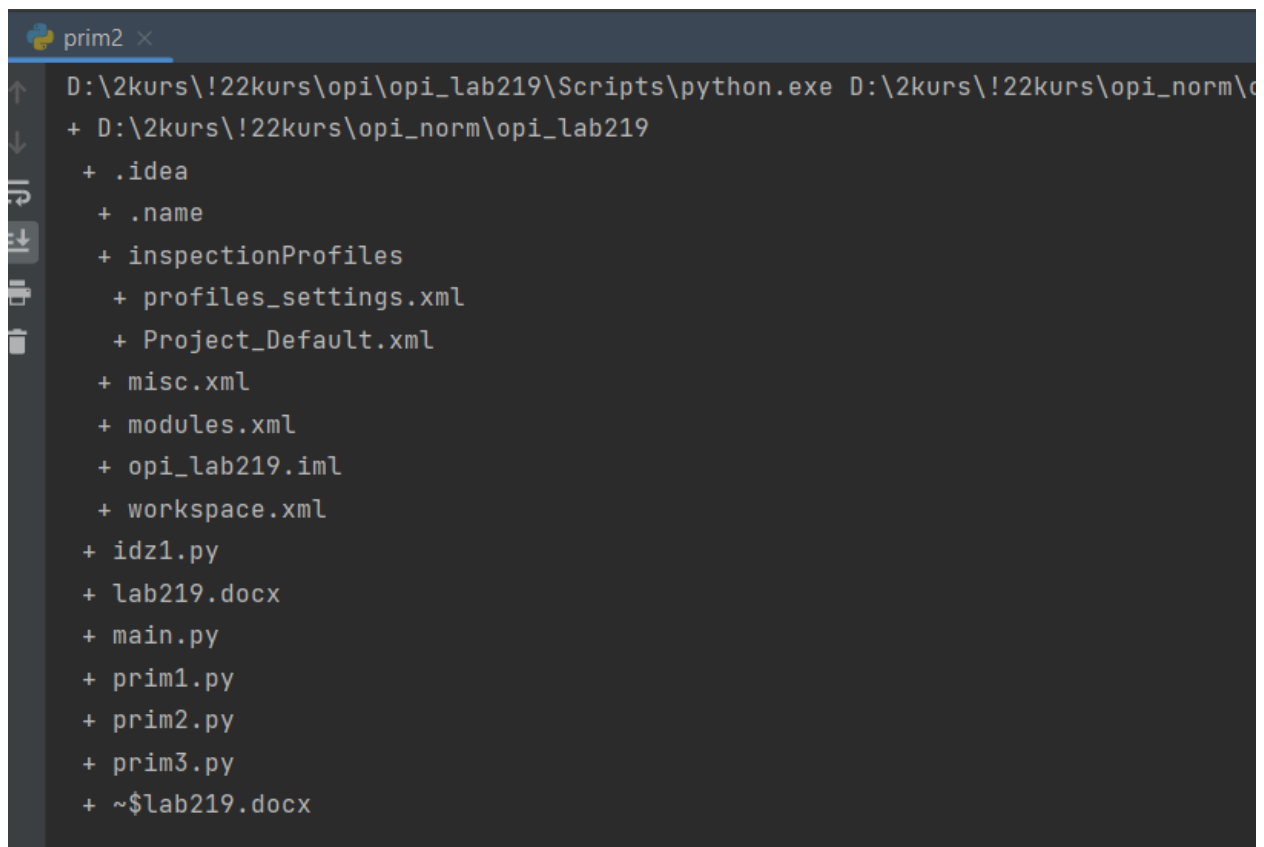 prim2
D:\2kurs\!22kurs\opi\opi_lab219\Scripts\python.exe D:\2kurs\!22kurs\opi_norm\
+ D:\2kurs\!22kurs\opi_norm\opi_lab219
+ .idea
+ .name
+ inspectionProfiles
+ profiles_settings.xml
+ Project_Default.xml
+ misc.xml
+ modules.xml
+ opi_lab219.iml
+ workspace.xml
+ idz1.py
+ lab219.docx
+ main.py
+ prim1.py
+ prim2.py
+ prim3.py
+ ~$lab219.docx